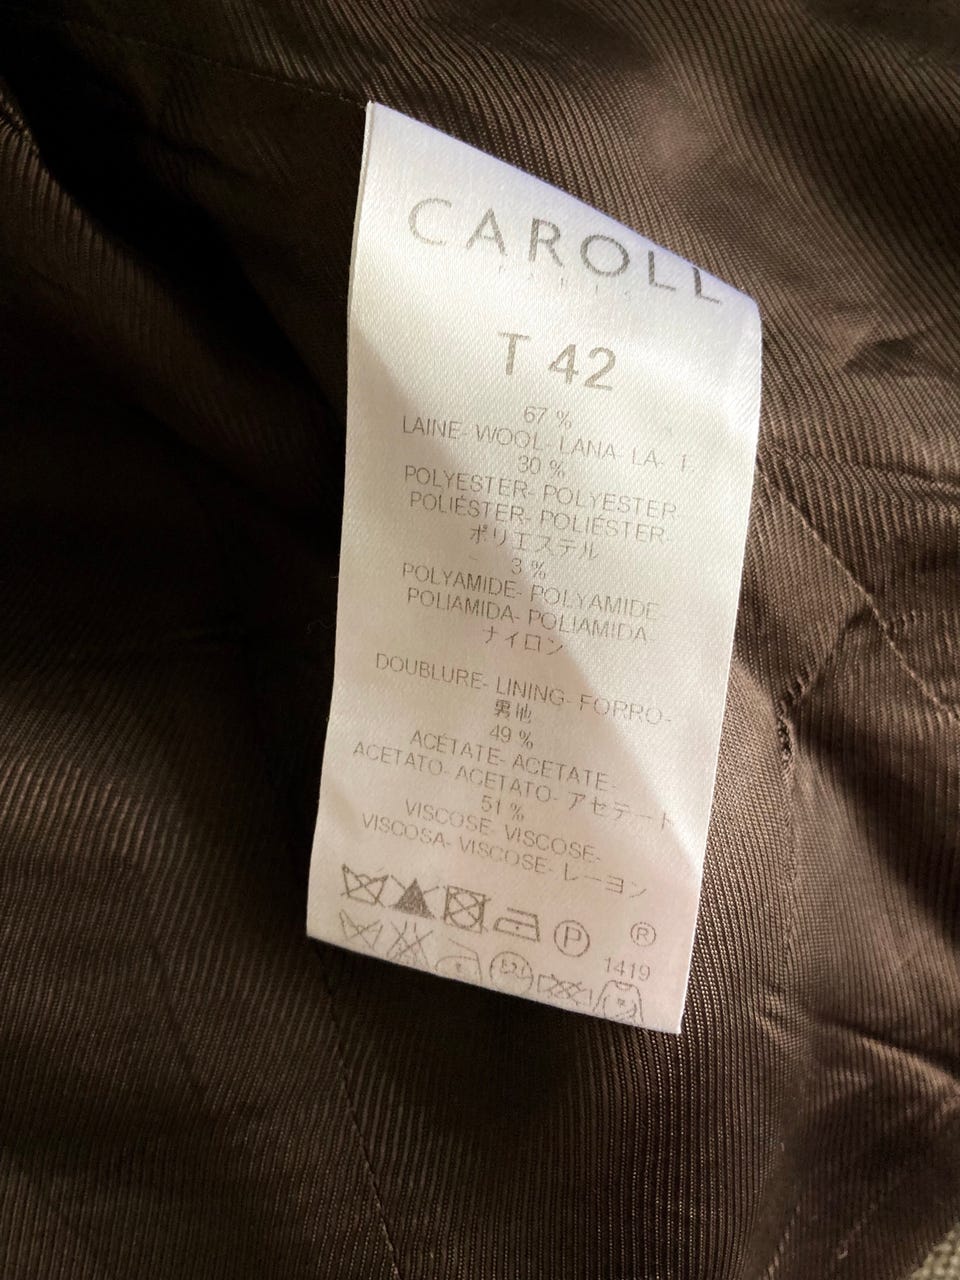 CAROLL
PARIS
T 42
67 %
LAINE- WOOL- LANA- LA-
30 %
POLYESTER- POLYESTER-
POLIÉSTER- POLIÉSTER-
ポリエステル
3 %
POLYAMIDE- POLYAMIDE-
POLIAMIDA- POLIAMIDA-
ナイロン
DOUBLURE- LINING- FORRO-
49 %
ACÉTATE- ACETATE-
ACETATO- ACETATO- アセテート
51 %
VISCOSE- VISCOSE-
VISCOSA- VISCOSE- レーヨン
P ®
1419